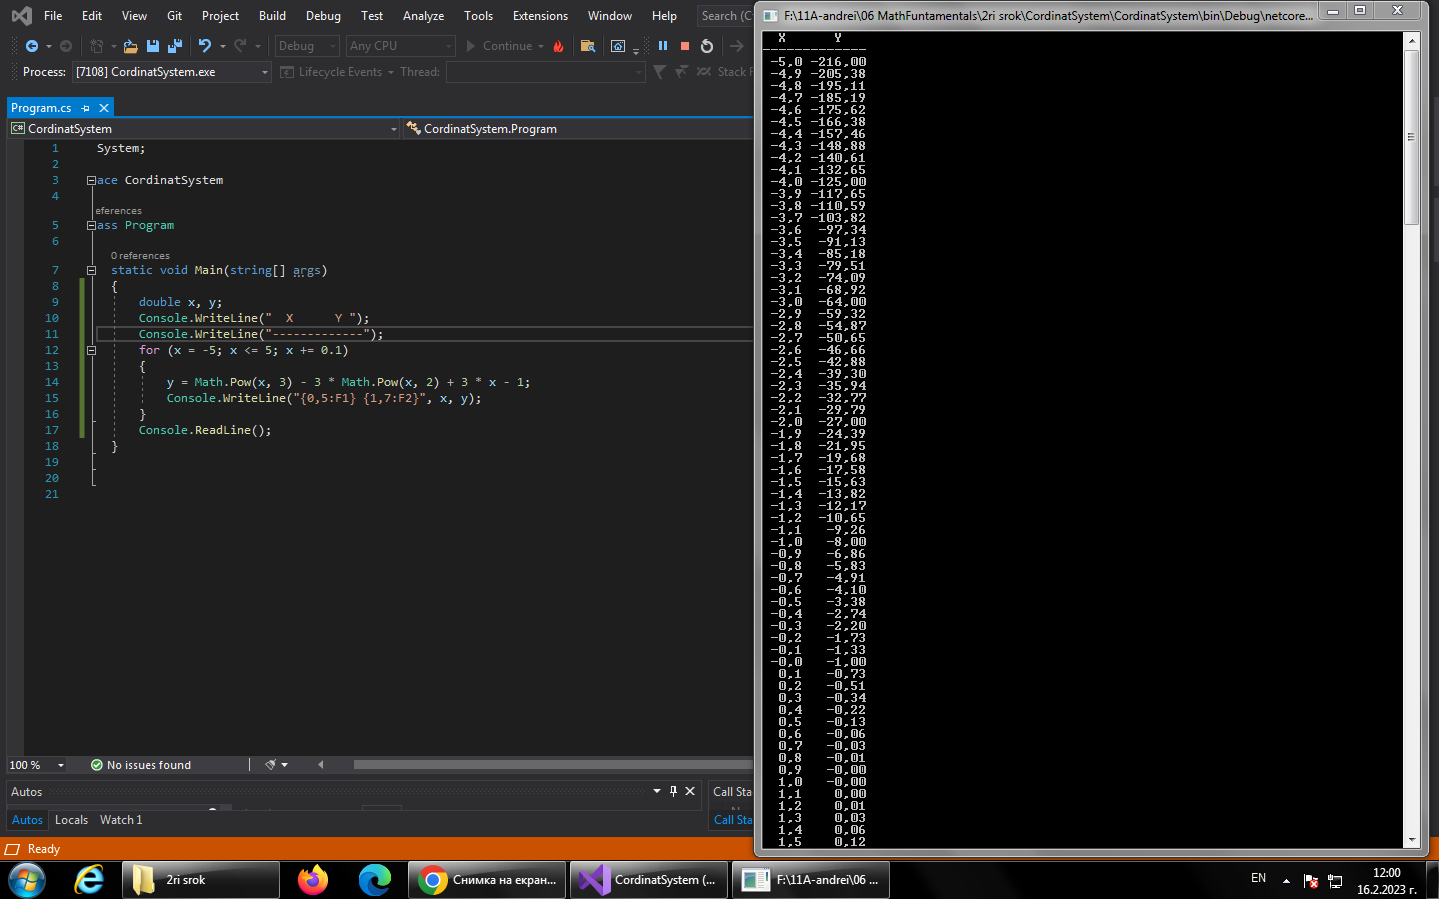 File Edit View Git Project Build Debug Test Analyze Tools Extensions Window Help Search (Ct
Debug Any CPU Continue
Process: [7108] CordinatSystem.exe Lifecycle Events Thread: Stack F
Program.cs
CordinatSystem CordinatSystem.Program
1 System;
2
3 ace CordinatSystem
4
eferences
5 ass Program
6
0 references
7 static void Main(string[] args)
8 {
9 double x, y;
10 Console.WriteLine("  X      Y ");
11 Console.WriteLine("-------------");
12 for (x = -5; x <= 5; x += 0.1)
13 {
14 y = Math.Pow(x, 3) - 3 * Math.Pow(x, 2) + 3 * x - 1;
15 Console.WriteLine("{0,5:F1} {1,7:F2}", x, y);
16 }
17 Console.ReadLine();
18 }
19
20
21
100 % No issues found
Autos
Autos Locals Watch 1
Call Sta
Call Sta
Ready
F:\11A-andrei\06 MathFuntamentals\2ri srok\CordinatSystem\CordinatSystem\bin\Debug\netcore...
X Y
-------------
-5,0 -216,00
-4,9 -205,38
-4,8 -195,11
-4,7 -185,19
-4,6 -175,62
-4,5 -166,38
-4,4 -157,46
-4,3 -148,88
-4,2 -140,61
-4,1 -132,65
-4,0 -125,00
-3,9 -117,65
-3,8 -110,59
-3,7 -103,82
-3,6 -97,34
-3,5 -91,13
-3,4 -85,18
-3,3 -79,51
-3,2 -74,09
-3,1 -68,92
-3,0 -64,00
-2,9 -59,32
-2,8 -54,87
-2,7 -50,65
-2,6 -46,66
-2,5 -42,88
-2,4 -39,30
-2,3 -35,94
-2,2 -32,77
-2,1 -29,79
-2,0 -27,00
-1,9 -24,39
-1,8 -21,95
-1,7 -19,68
-1,6 -17,58
-1,5 -15,63
-1,4 -13,82
-1,3 -12,17
-1,2 -10,65
-1,1 -9,26
-1,0 -8,00
-0,9 -6,86
-0,8 -5,83
-0,7 -4,91
-0,6 -4,10
-0,5 -3,38
-0,4 -2,74
-0,3 -2,20
-0,2 -1,73
-0,1 -1,33
-0,0 -1,00
0,1 -0,73
0,2 -0,51
0,3 -0,34
0,4 -0,22
0,5 -0,13
0,6 -0,06
0,7 -0,03
0,8 -0,01
0,9 -0,00
1,0 -0,00
1,1 0,00
1,2 0,01
1,3 0,03
1,4 0,06
1,5 0,12
2ri srok Снимка на екран... CordinatSystem (... F:\11A-andrei\06 ... EN 12:00
16.2.2023 г.